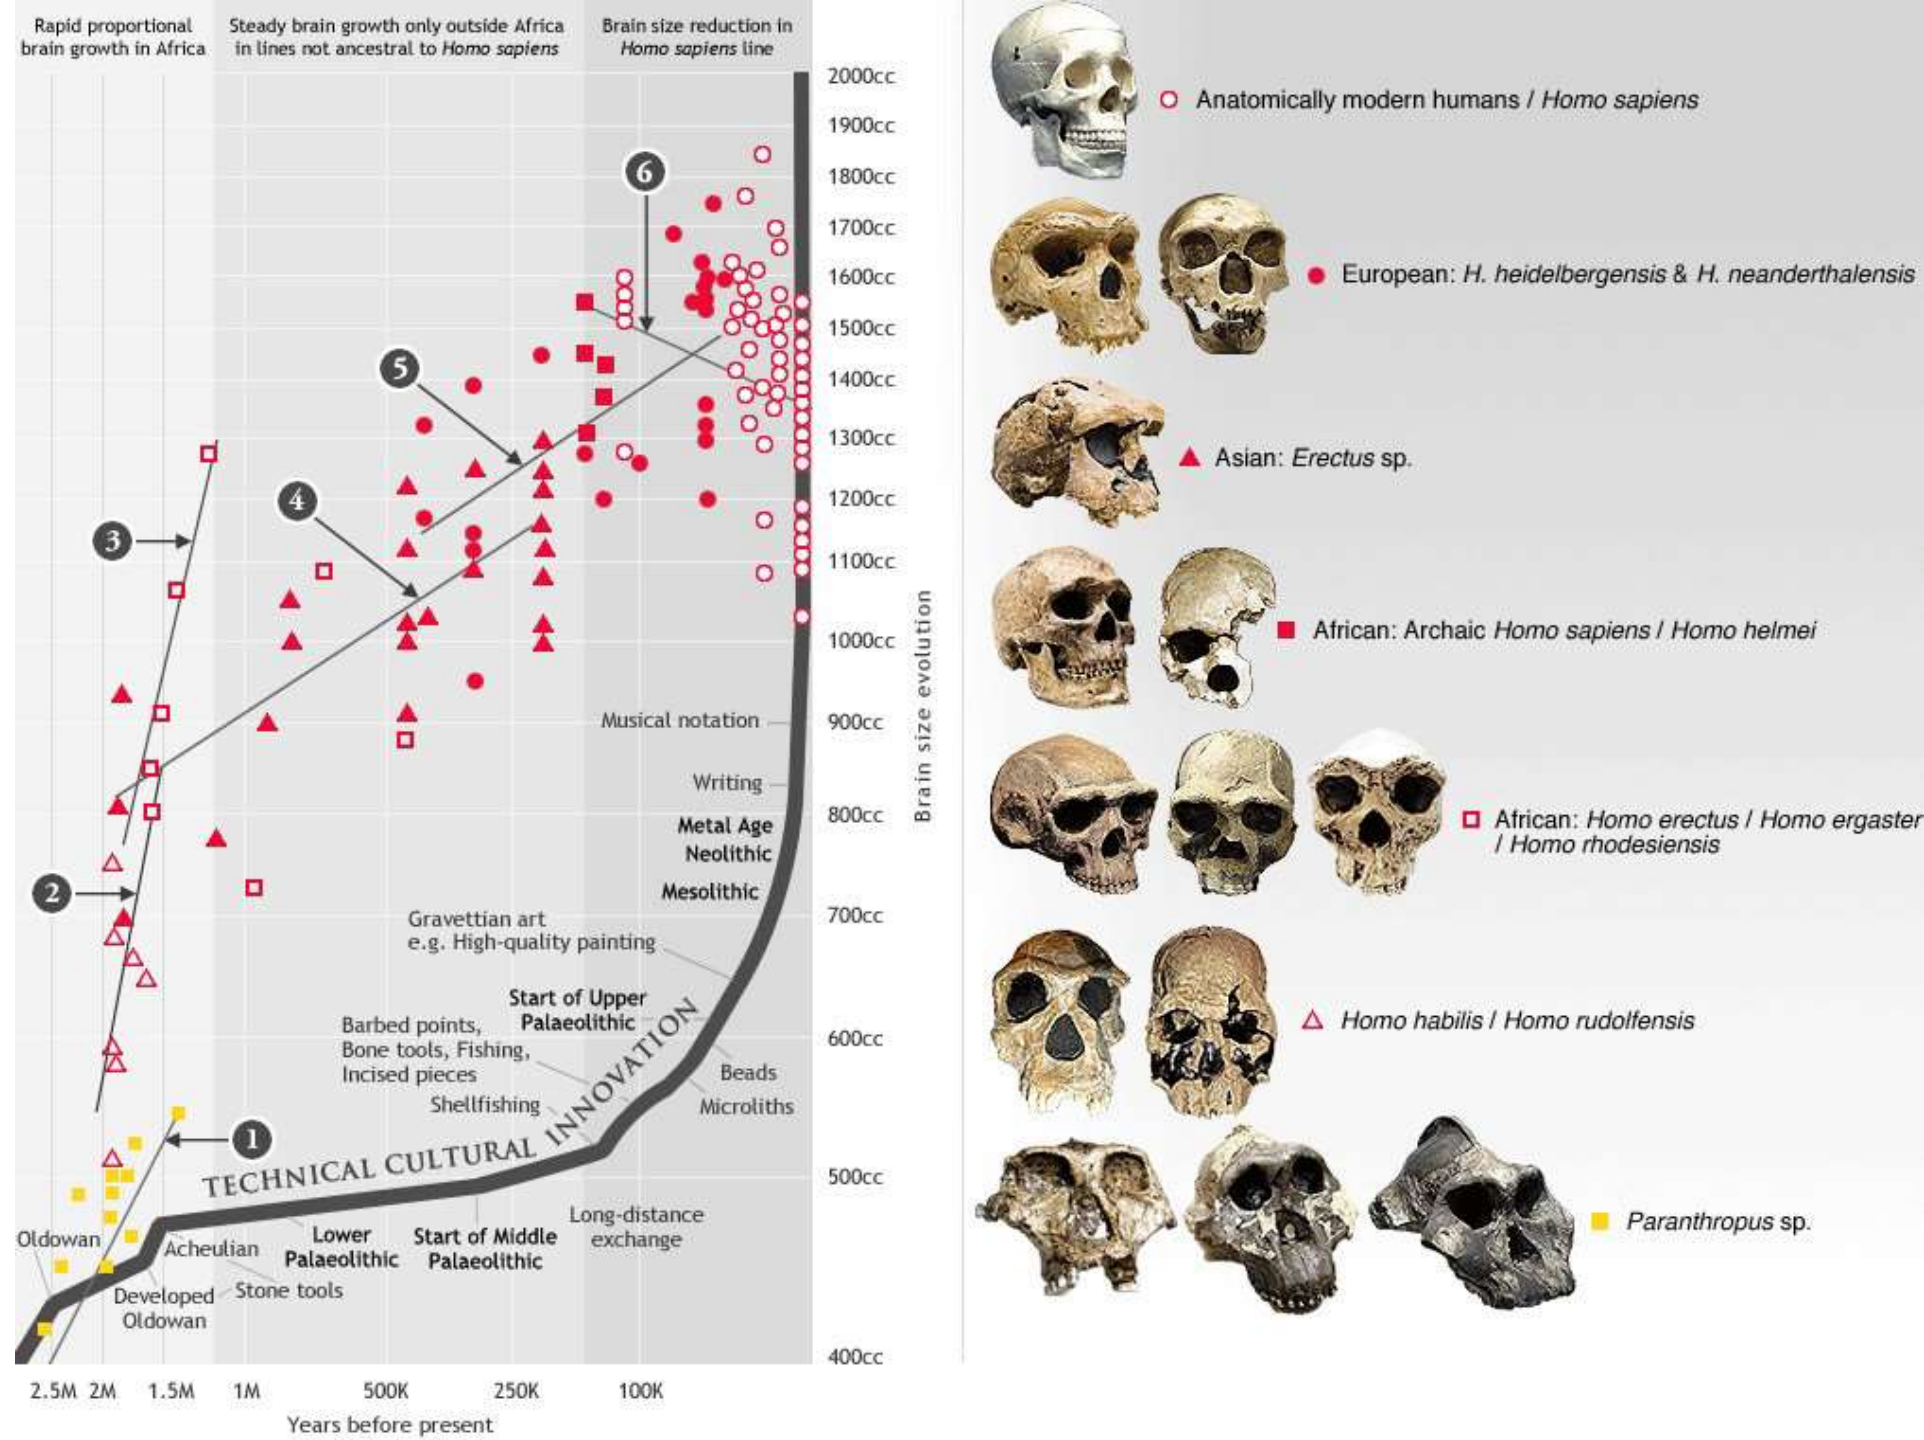 Rapid proportional
brain growth in Africa
Steady brain growth only outside Africa
in lines not ancestral to Homo sapiens
Brain size reduction in
Homo sapiens line
2000cc
1900cc
1800cc
1700cc
1600cc
1500cc
1400cc
1300cc
1200cc
1100cc
1000cc
900cc
800cc
700cc
600cc
500cc
400cc
Brain size evolution
6
5
4
3
2
1
Musical notation
Writing
Metal Age
Neolithic
Mesolithic
Gravettian art
e.g. High-quality painting
Start of Upper
Palaeolithic
Barbed points,
Bone tools, Fishing,
Incised pieces
Shellfishing
Beads
Microliths
TECHNICAL CULTURAL INNOVATION
Oldowan
Acheulian
Developed
Oldowan
Stone tools
Lower
Palaeolithic
Start of Middle
Palaeolithic
Long-distance
exchange
2.5M 2M 1.5M 1M 500K 250K 100K
Years before present
Anatomically modern humans / Homo sapiens
European: H. heidelbergensis & H. neanderthalensis
Asian: Erectus sp.
African: Archaic Homo sapiens / Homo helmei
African: Homo erectus / Homo ergaster
/ Homo rhodesiensis
Homo habilis / Homo rudolfensis
Paranthropus sp.